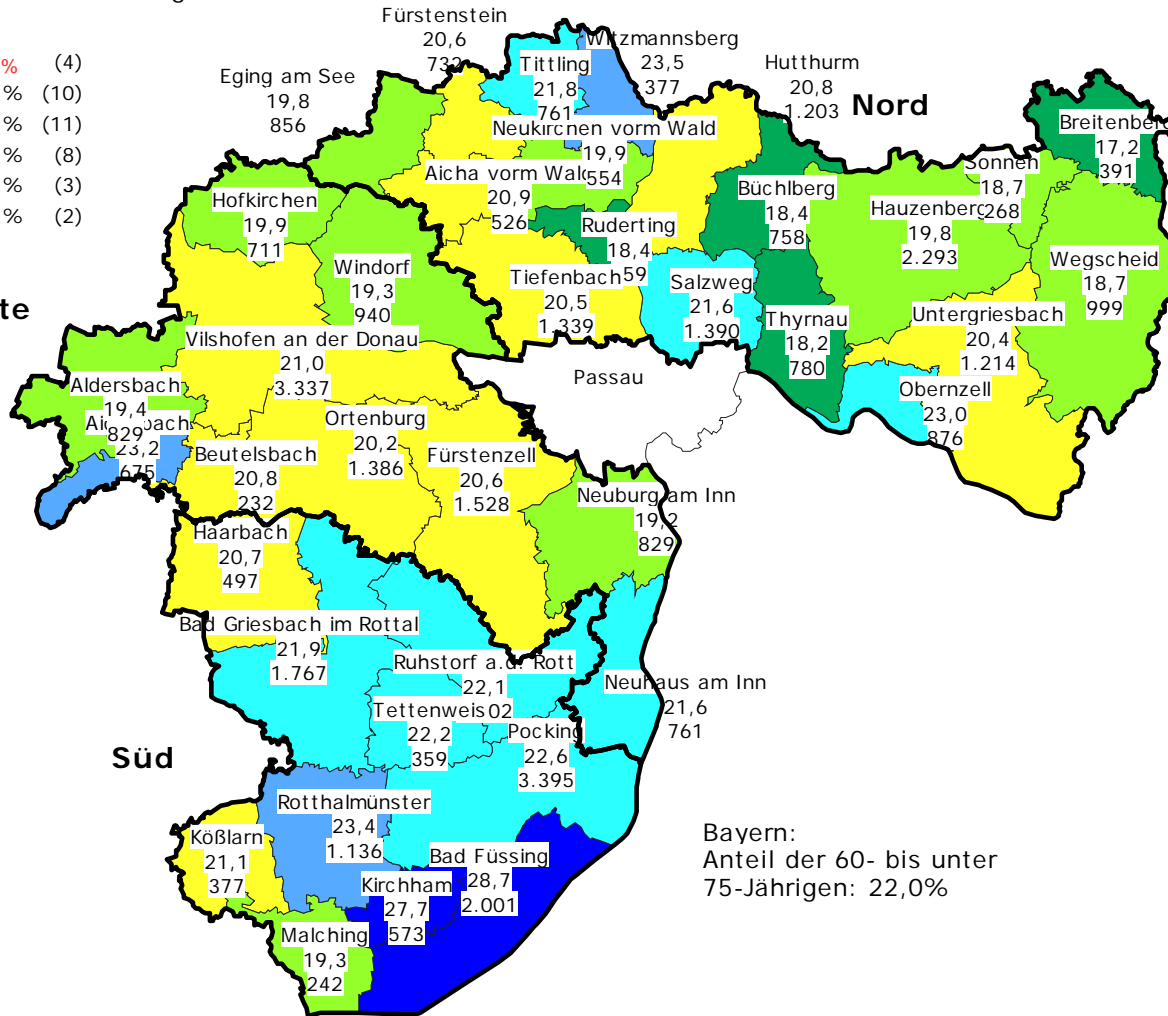 Fürstenstein
20,6
732
Tittling
21,8
761
Witzmannsberg
23,5
377
Hutthurm
20,8
1.203
Nord
Eging am See
19,8
856
% (4)
% (10)
% (11)
% (8)
% (3)
% (2)
Breitenberg
17,2
391
Neukirchen vorm Wald
19,9
554
Aicha vorm Wald
20,9
526
Sonnen
18,7
268
Büchlberg
18,4
758
Hauzenberg
19,8
2.293
Hofkirchen
19,9
711
Ruderting
18,4
59
Windorf
19,3
940
Tiefenbach
20,5
1.339
Salzweg
21,6
1.390
Wegscheid
18,7
999
te
Thyrnau
18,2
780
Untergriesbach
20,4
1.214
Vilshofen an der Donau
21,0
3.337
Passau
Obernzell
23,0
876
Aldersbach
19,4
829
Ai bach
23,2
675
Ortenburg
20,2
1.386
Beutelsbach
20,8
232
Fürstenzell
20,6
1.528
Neuburg am Inn
19,2
829
Haarbach
20,7
497
Bad Griesbach im Rottal
21,9
1.767
Ruhstorf a.d. Rott
22,1
02
Neuhaus am Inn
21,6
761
Tettenweis
22,2
359
Pocking
22,6
3.395
Süd
Rotthalmünster
23,4
1.136
Kößlarn
21,1
377
Bad Füssing
28,7
2.001
Kirchham
27,7
573
Malching
19,3
242
Bayern:
Anteil der 60- bis unter
75-Jährigen: 22,0%